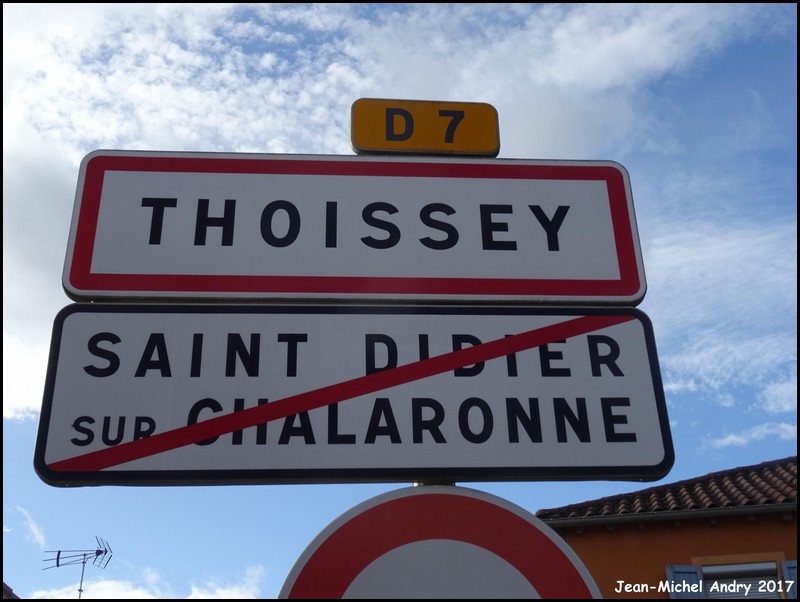 D 7
THOISSEY
SAINT DIDIER
SUR CHALARONNE
Jean-Michel Andry 2017